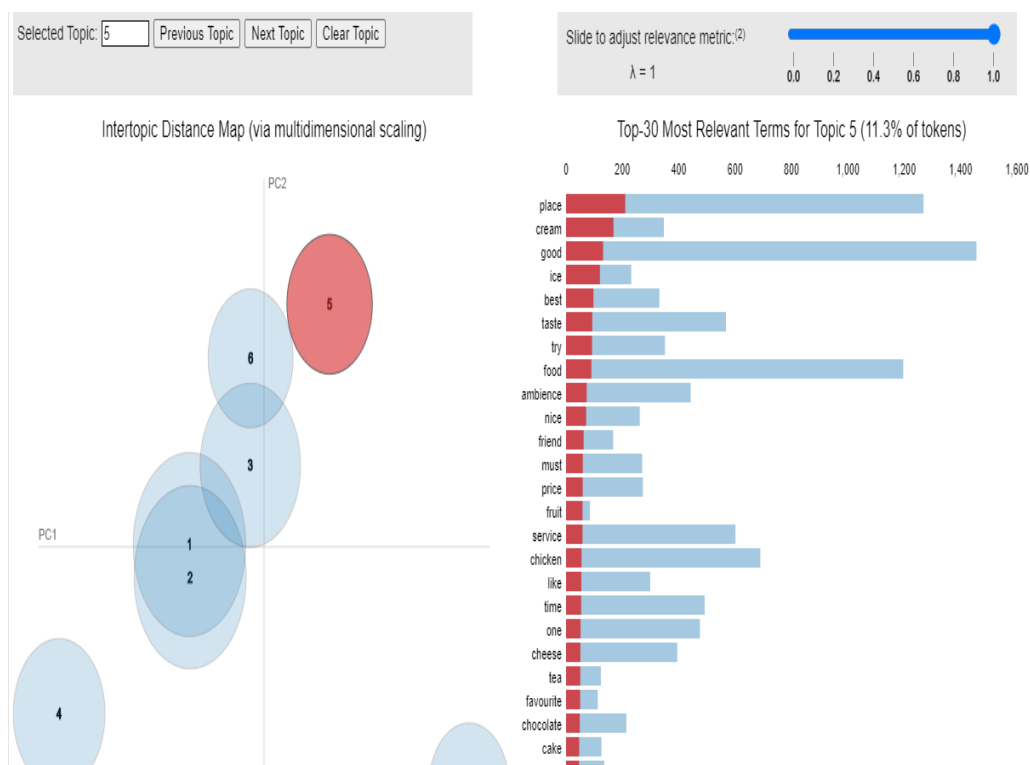 Selected Topic: 5 Previous Topic Next Topic Clear Topic
Slide to adjust relevance metric:(2)
λ = 1
0.0 0.2 0.4 0.6 0.8 1.0
Intertopic Distance Map (via multidimensional scaling)
PC2
5
6
3
PC1
1
2
4
Top-30 Most Relevant Terms for Topic 5 (11.3% of tokens)
0 200 400 600 800 1,000 1,200 1,400 1,600
place
cream
good
ice
best
taste
try
food
ambience
nice
friend
must
price
fruit
service
chicken
like
time
one
cheese
tea
favourite
chocolate
cake